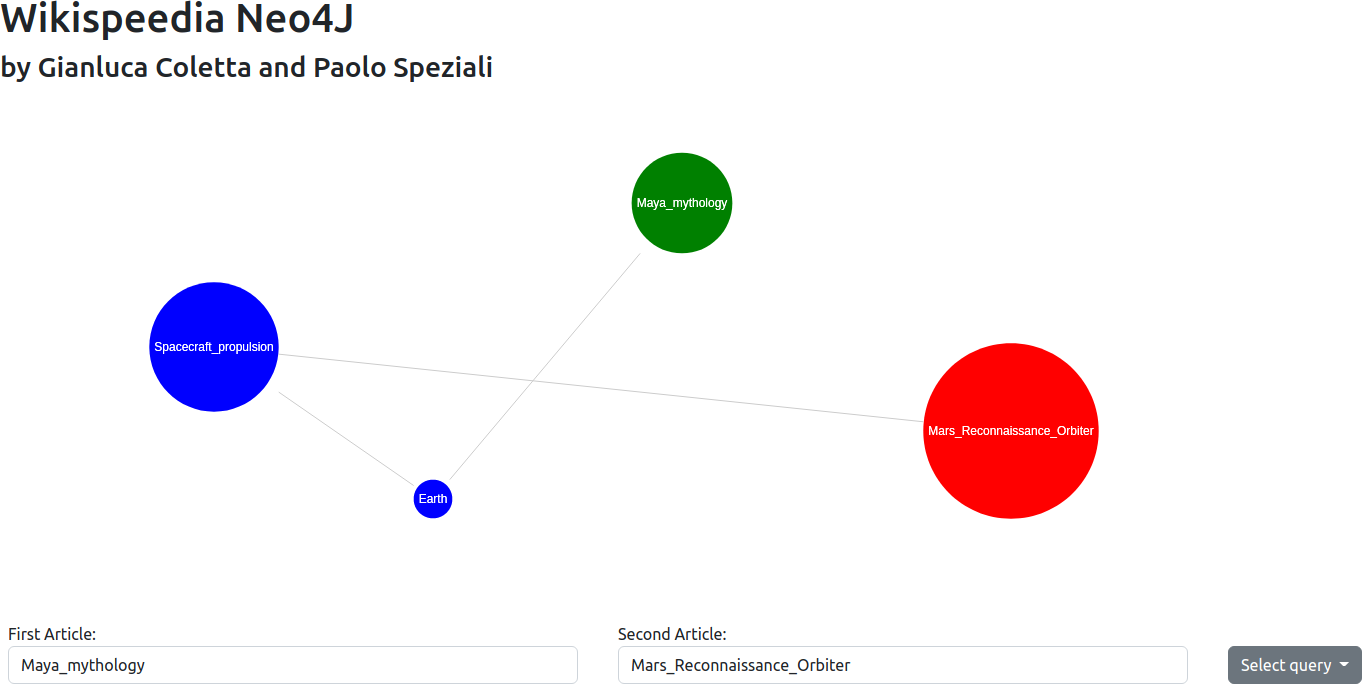 Wikispeedia Neo4J
by Gianluca Coletta and Paolo Speziali
Maya_mythology
Spacecraft_propulsion
Mars_Reconnaissance_Orbiter
Earth
First Article:
Second Article:
Maya_mythology
Mars_Reconnaissance_Orbiter
Select query